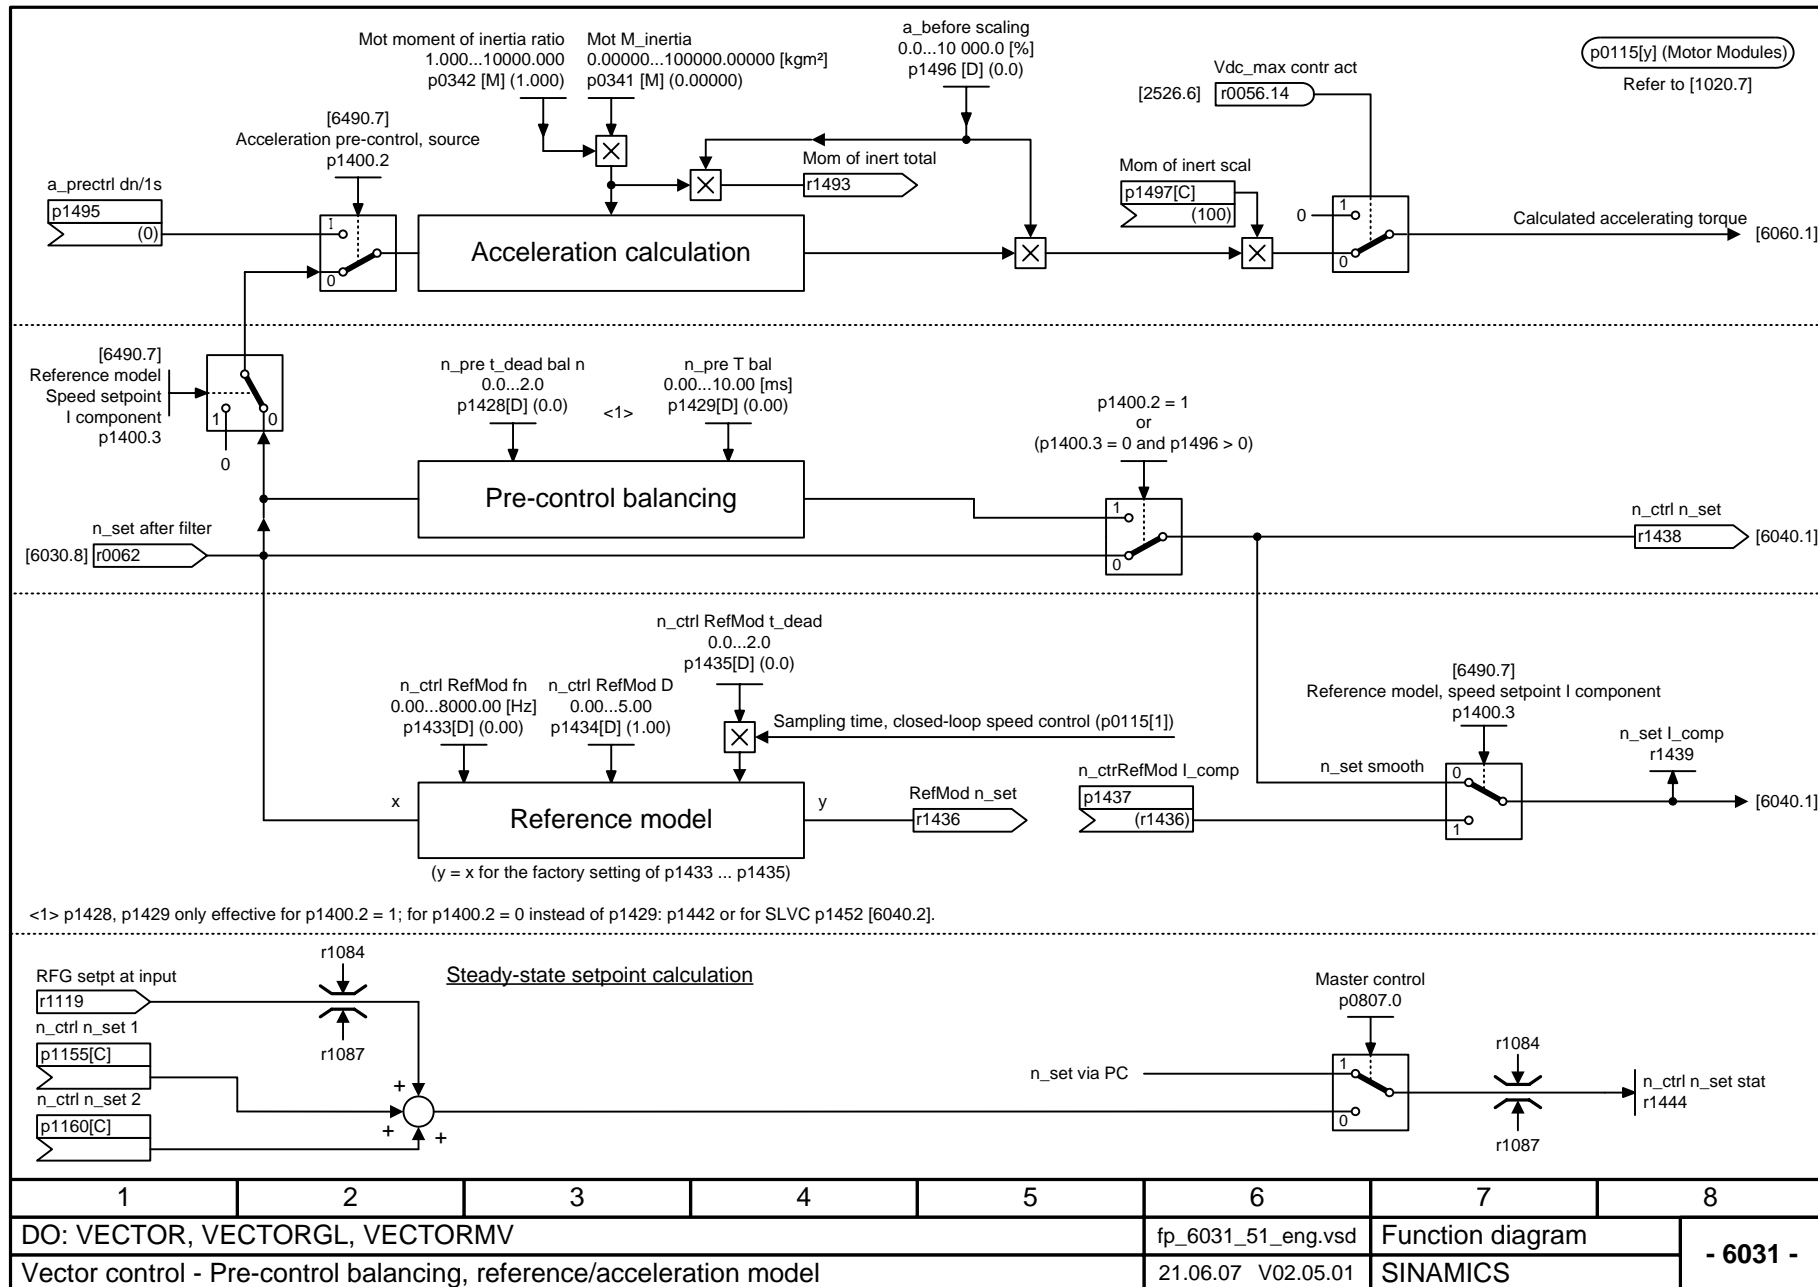 Mot moment of inertia ratio
1.000...10000.000
p0342 [M] (1.000)
Mot M_inertia
0.00000...100000.00000 [kgm²]
p0341 [M] (0.00000)
a_before scaling
0.0...10 000.0 [%]
p1496 [D] (0.0)
Vdc_max contr act
[2526.6]
r0056.14
p0115[y] (Motor Modules)
Refer to [1020.7]
[6490.7]
Acceleration pre-control, source
p1400.2
a_prectrl dn/1s
p1495
(0)
1
0
Mom of inert total
r1493
Acceleration calculation
Mom of inert scal
p1497[C]
(100)
0
1
0
Calculated accelerating torque
[6060.1]
[6490.7]
Reference model
Speed setpoint
I component
p1400.3
1
0
0
n_pre t_dead bal n
0.0...2.0
p1428[D] (0.0)
<1>
n_pre T bal
0.00...10.00 [ms]
p1429[D] (0.00)
Pre-control balancing
p1400.2 = 1
or
(p1400.3 = 0 and p1496 > 0)
1
0
n_set after filter
[6030.8]
r0062
n_ctrl n_set
r1438
[6040.1]
n_ctrl RefMod t_dead
0.0...2.0
p1435[D] (0.0)
n_ctrl RefMod fn
0.00...8000.00 [Hz]
p1433[D] (0.00)
n_ctrl RefMod D
0.00...5.00
p1434[D] (1.00)
Sampling time, closed-loop speed control (p0115[1])
x
Reference model
y
(y = x for the factory setting of p1433 ... p1435)
RefMod n_set
r1436
n_ctrRefMod I_comp
p1437
(r1436)
[6490.7]
Reference model, speed setpoint I component
p1400.3
n_set smooth
0
1
n_set I_comp
r1439
[6040.1]
<1> p1428, p1429 only effective for p1400.2 = 1; for p1400.2 = 0 instead of p1429: p1442 or for SLVC p1452 [6040.2].
Steady-state setpoint calculation
RFG setpt at input
r1119
r1084
r1087
n_ctrl n_set 1
p1155[C]
n_ctrl n_set 2
p1160[C]
+
+
+
n_set via PC
Master control
p0807.0
1
0
r1084
r1087
n_ctrl n_set stat
r1444
1 2 3 4 5 6 7 8
DO: VECTOR, VECTORGL, VECTORMV
fp_6031_51_eng.vsd
Function diagram
- 6031 -
Vector control - Pre-control balancing, reference/acceleration model
21.06.07 V02.05.01
SINAMICS